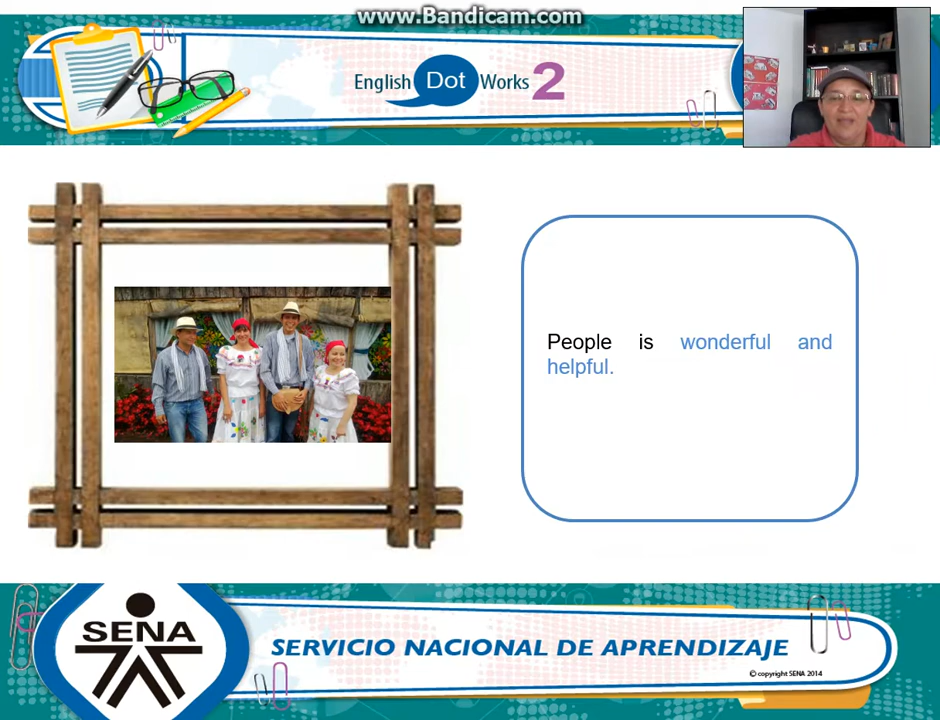 www.Bandicam.com
English Dot Works 2
People is wonderful and
helpful.
SENA
SERVICIO NACIONAL DE APRENDIZAJE
© copyright SENA 2014